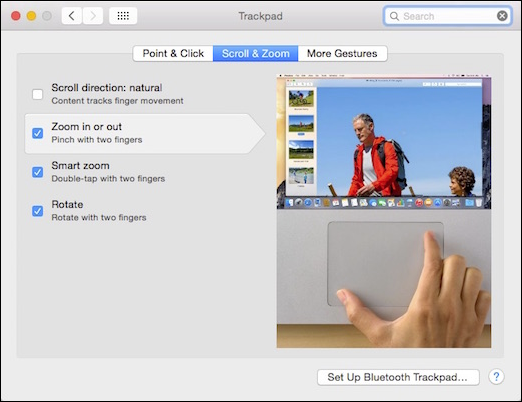 Trackpad
Search
Point & Click
Scroll & Zoom
More Gestures
Scroll direction: natural
Content tracks finger movement
Zoom in or out
Pinch with two fingers
Smart zoom
Double-tap with two fingers
Rotate
Rotate with two fingers
Set Up Bluetooth Trackpad...
?